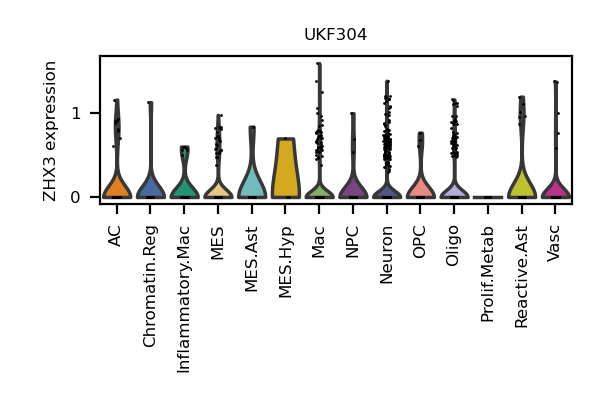 UKF304
ZHX3 expression
1
0
AC
Chromatin.Reg
Inflammatory.Mac
MES
MES.Ast
MES.Hyp
Mac
NPC
Neuron
OPC
Oligo
Prolif.Metab
Reactive.Ast
Vasc